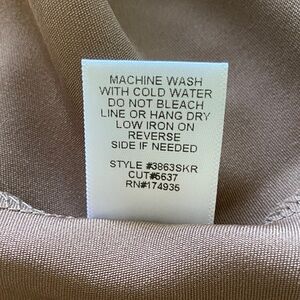 MACHINE WASH
WITH COLD WATER
DO NOT BLEACH
LINE OR HANG DRY
LOW IRON ON
REVERSE
SIDE IF NEEDED
STYLE #3863SKR
CUT#5637
RN#174935